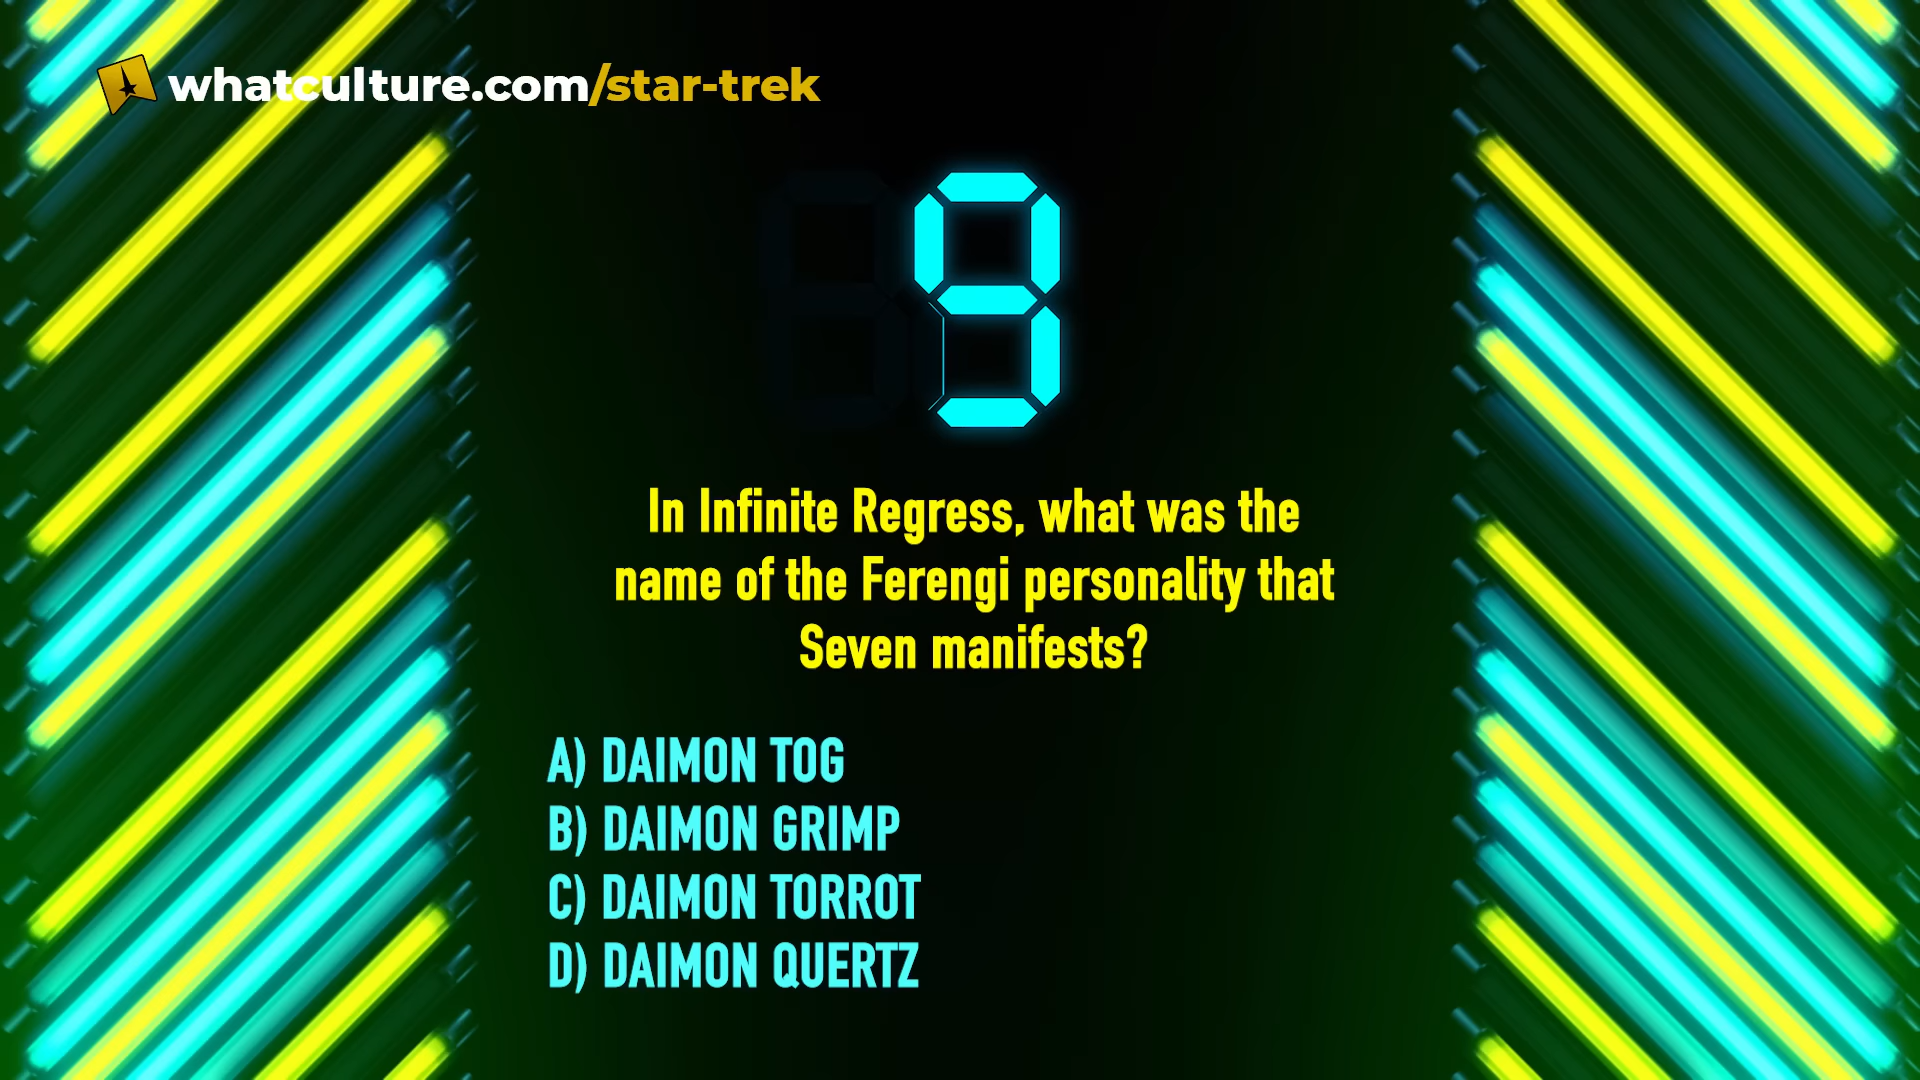 whatculture.com/star-trek
9
In Infinite Regress, what was the
name of the Ferengi personality that
Seven manifests?
A) DAIMON TOG
B) DAIMON GRIMP
C) DAIMON TORROT
D) DAIMON QUERTZ